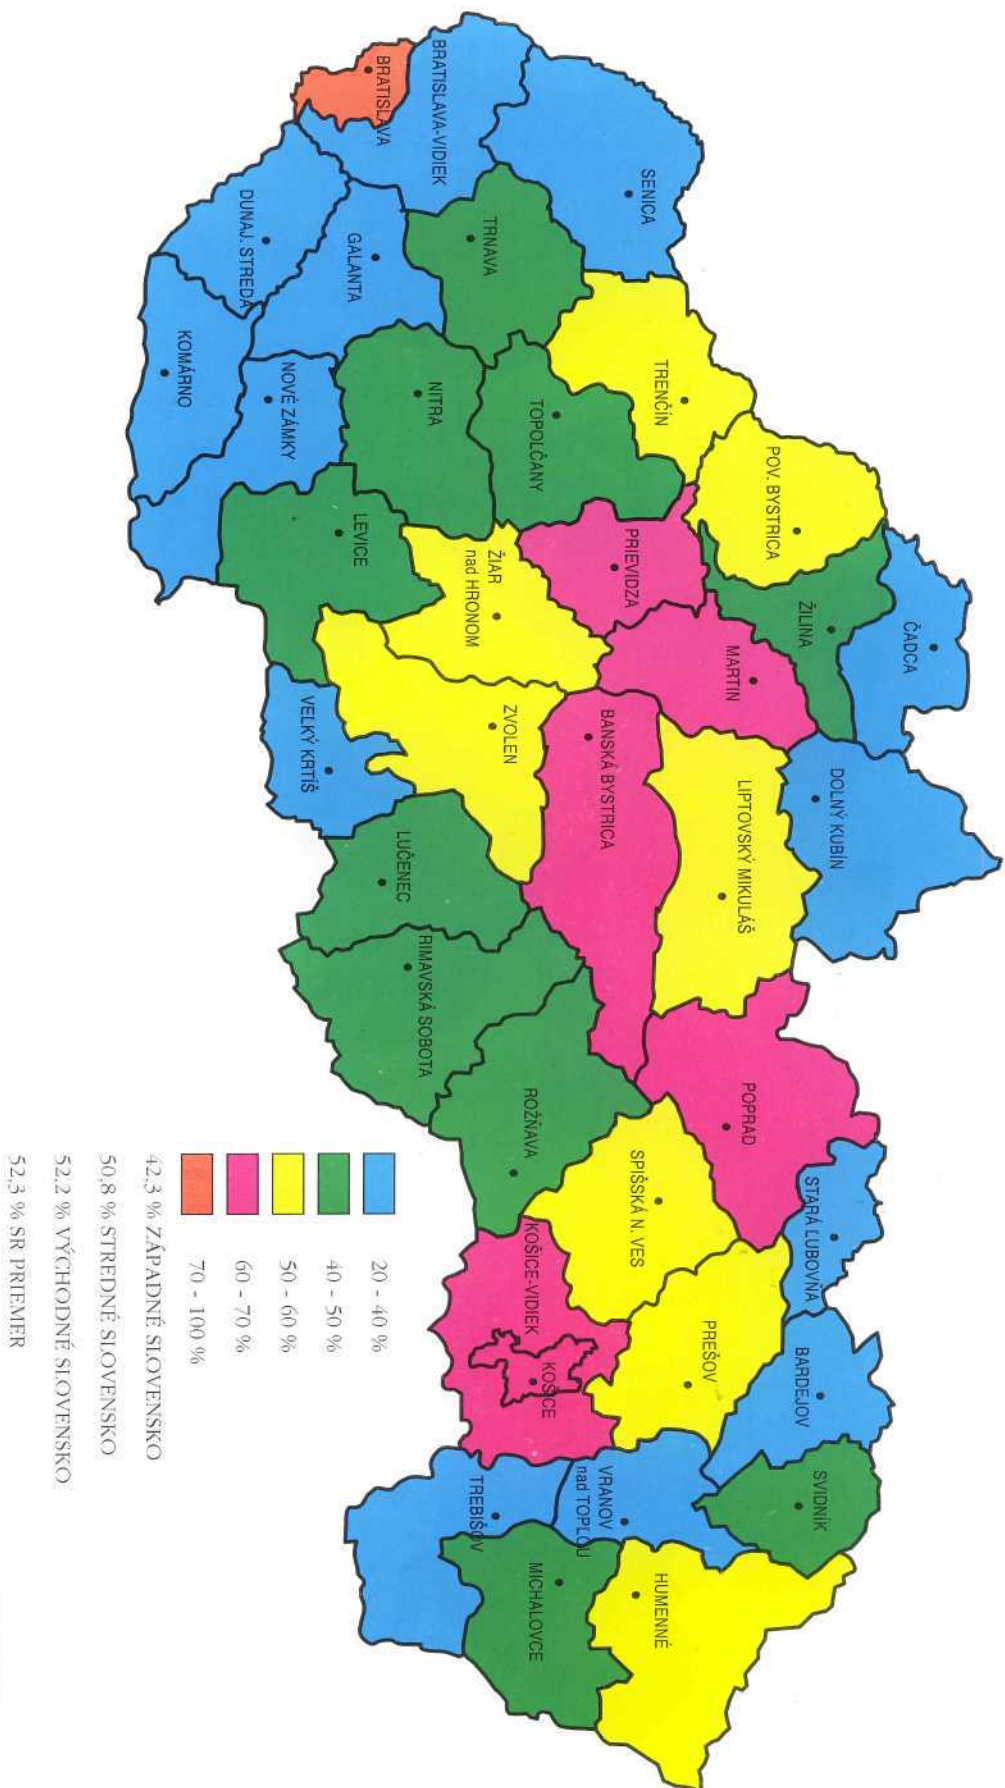 ČADCA
DOLNÝ KUBÍN
STARÁ ĽUBOVŇA
BARDEJOV
SVIDNÍK
POV. BYSTRICA
ŽILINA
MARTIN
LIPTOVSKÝ MIKULÁŠ
POPRAD
PREŠOV
HUMENNÉ
SENICA
TRENČÍN
PRIEVIDZA
BANSKÁ BYSTRICA
SPIŠSKÁ N. VES
VRANOV
nad TOPĽOU
MICHALOVCE
TRNAVA
TOPOĽČANY
ŽIAR
nad HRONOM
ZVOLEN
ROŽŇAVA
KOŠICE-VIDIEK
KOŠICE
TREBIŠOV
BRATISLAVA-VIDIEK
BRATISLAVA
GALANTA
NITRA
LEVICE
LUČENEC
RIMAVSKÁ SOBOTA
DUNAJ. STREDA
NOVÉ ZÁMKY
VEĽKÝ KRTÍŠ
KOMÁRNO
20 - 40 %
40 - 50 %
50 - 60 %
60 - 70 %
70 - 100 %
42,3 % ZÁPADNÉ SLOVENSKO
50,8 % STREDNÉ SLOVENSKO
52,2 % VÝCHODNÉ SLOVENSKO
52,3 % SR PRIEMER